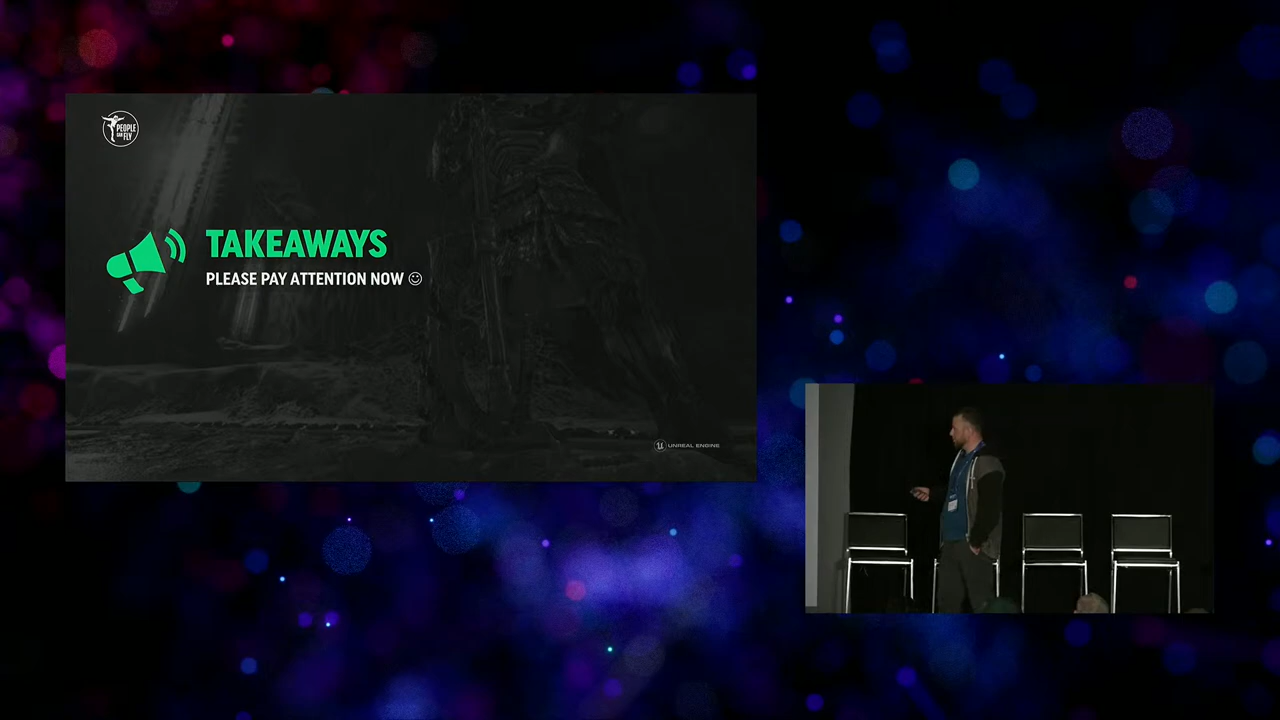 PEOPLE
CAN
FLY
TAKEAWAYS
PLEASE PAY ATTENTION NOW ☺
UNREAL ENGINE